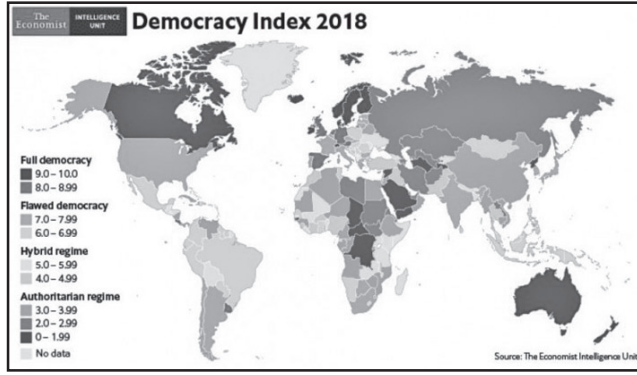 The
Economist
INTELLIGENCE
UNIT
Democracy Index 2018
Full democracy
9.0 – 10.0
8.0 – 8.99
Flawed democracy
7.0 – 7.99
6.0 – 6.99
Hybrid regime
5.0 – 5.99
4.0 – 4.99
Authoritarian regime
3.0 – 3.99
2.0 – 2.99
0 – 1.99
No data
Source: The Economist Intelligence Unit